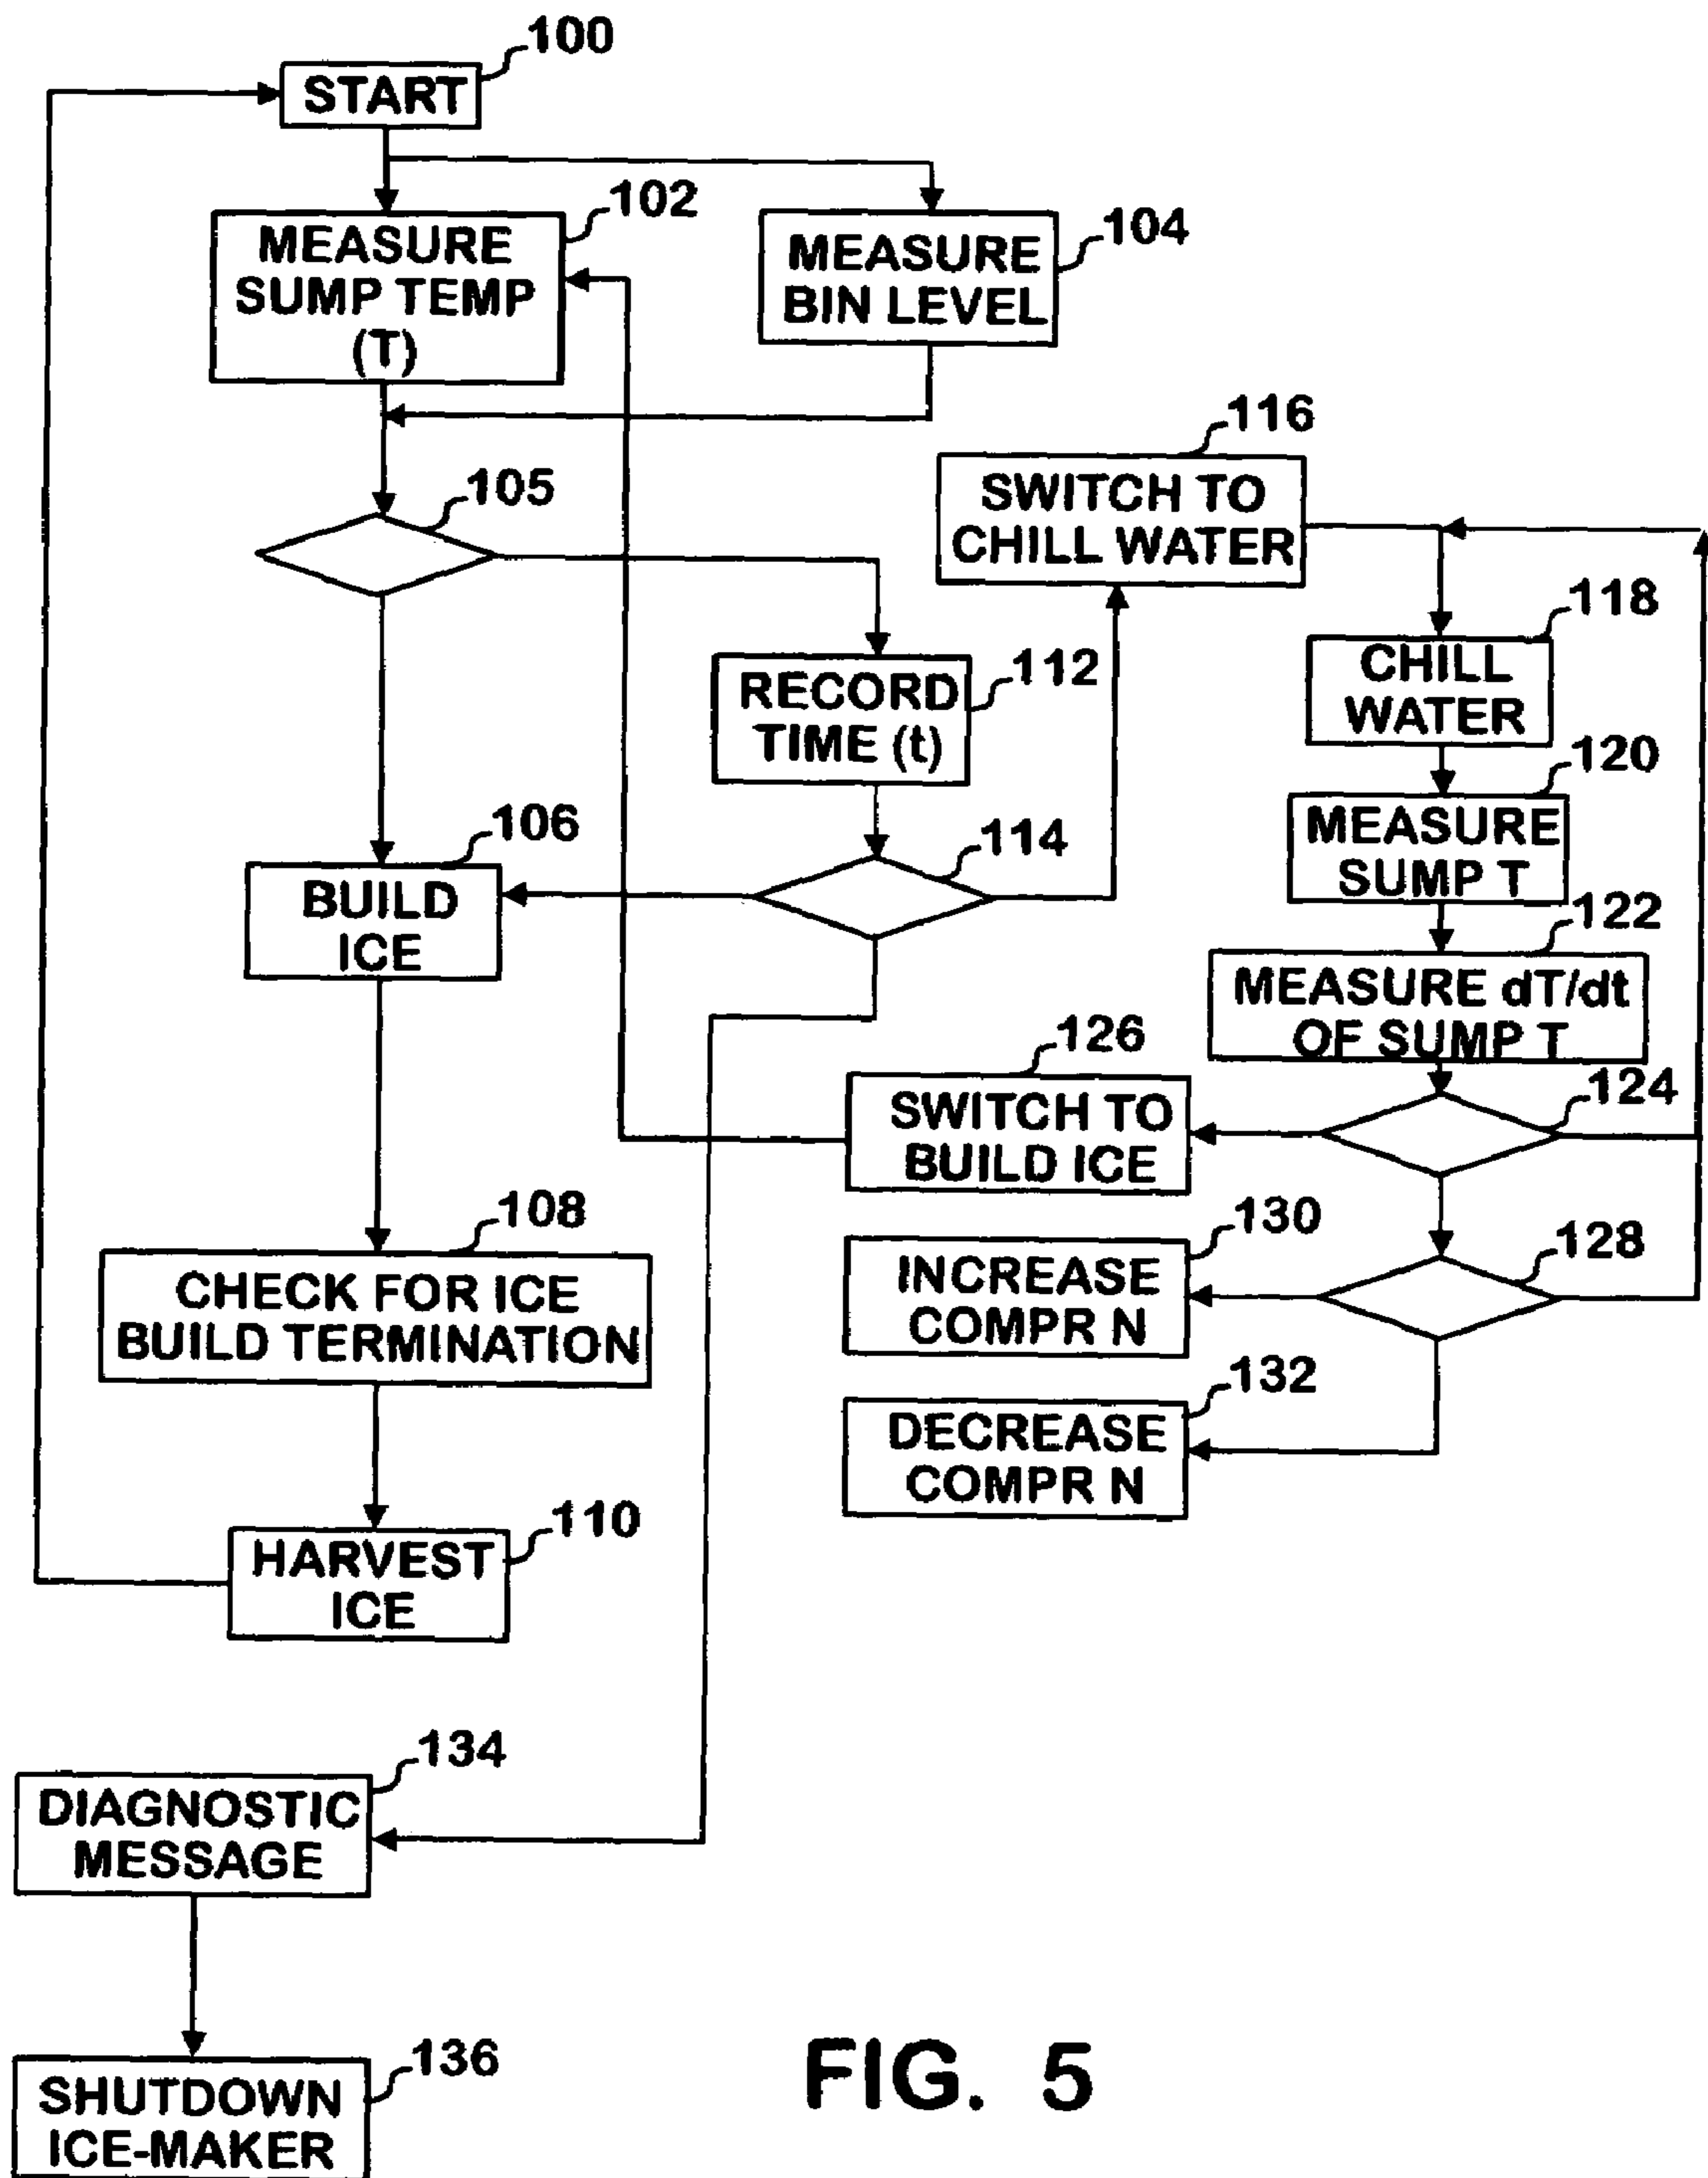 100
START
102
MEASURE
SUMP TEMP
(T)
104
MEASURE
BIN LEVEL
105
116
SWITCH TO
CHILL WATER
118
CHILL
WATER
112
RECORD
TIME (t)
120
MEASURE
SUMP T
106
BUILD
ICE
114
122
MEASURE dT/dt
OF SUMP T
126
SWITCH TO
BUILD ICE
124
108
CHECK FOR ICE
BUILD TERMINATION
130
INCREASE
COMPR N
128
132
DECREASE
COMPR N
110
HARVEST
ICE
134
DIAGNOSTIC
MESSAGE
136
SHUTDOWN
ICE-MAKER
FIG. 5